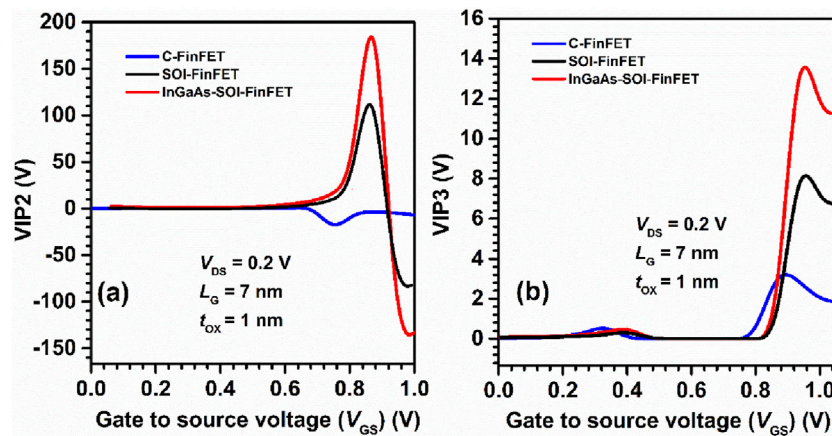 200
150
100
50
0
-50
-100
-150
VIP2 (V)
C-FinFET
SOI-FinFET
InGaAs-SOI-FinFET
(a)
VDS = 0.2 V
LG = 7 nm
tOX = 1 nm
0.0 0.2 0.4 0.6 0.8 1.0
Gate to source voltage (VGS) (V)
16
14
12
10
8
6
4
2
0
VIP3 (V)
C-FinFET
SOI-FinFET
InGaAs-SOI-FinFET
VDS = 0.2 V
LG = 7 nm
tOX = 1 nm
(b)
0.0 0.2 0.4 0.6 0.8 1.0
Gate to source voltage (VGS) (V)